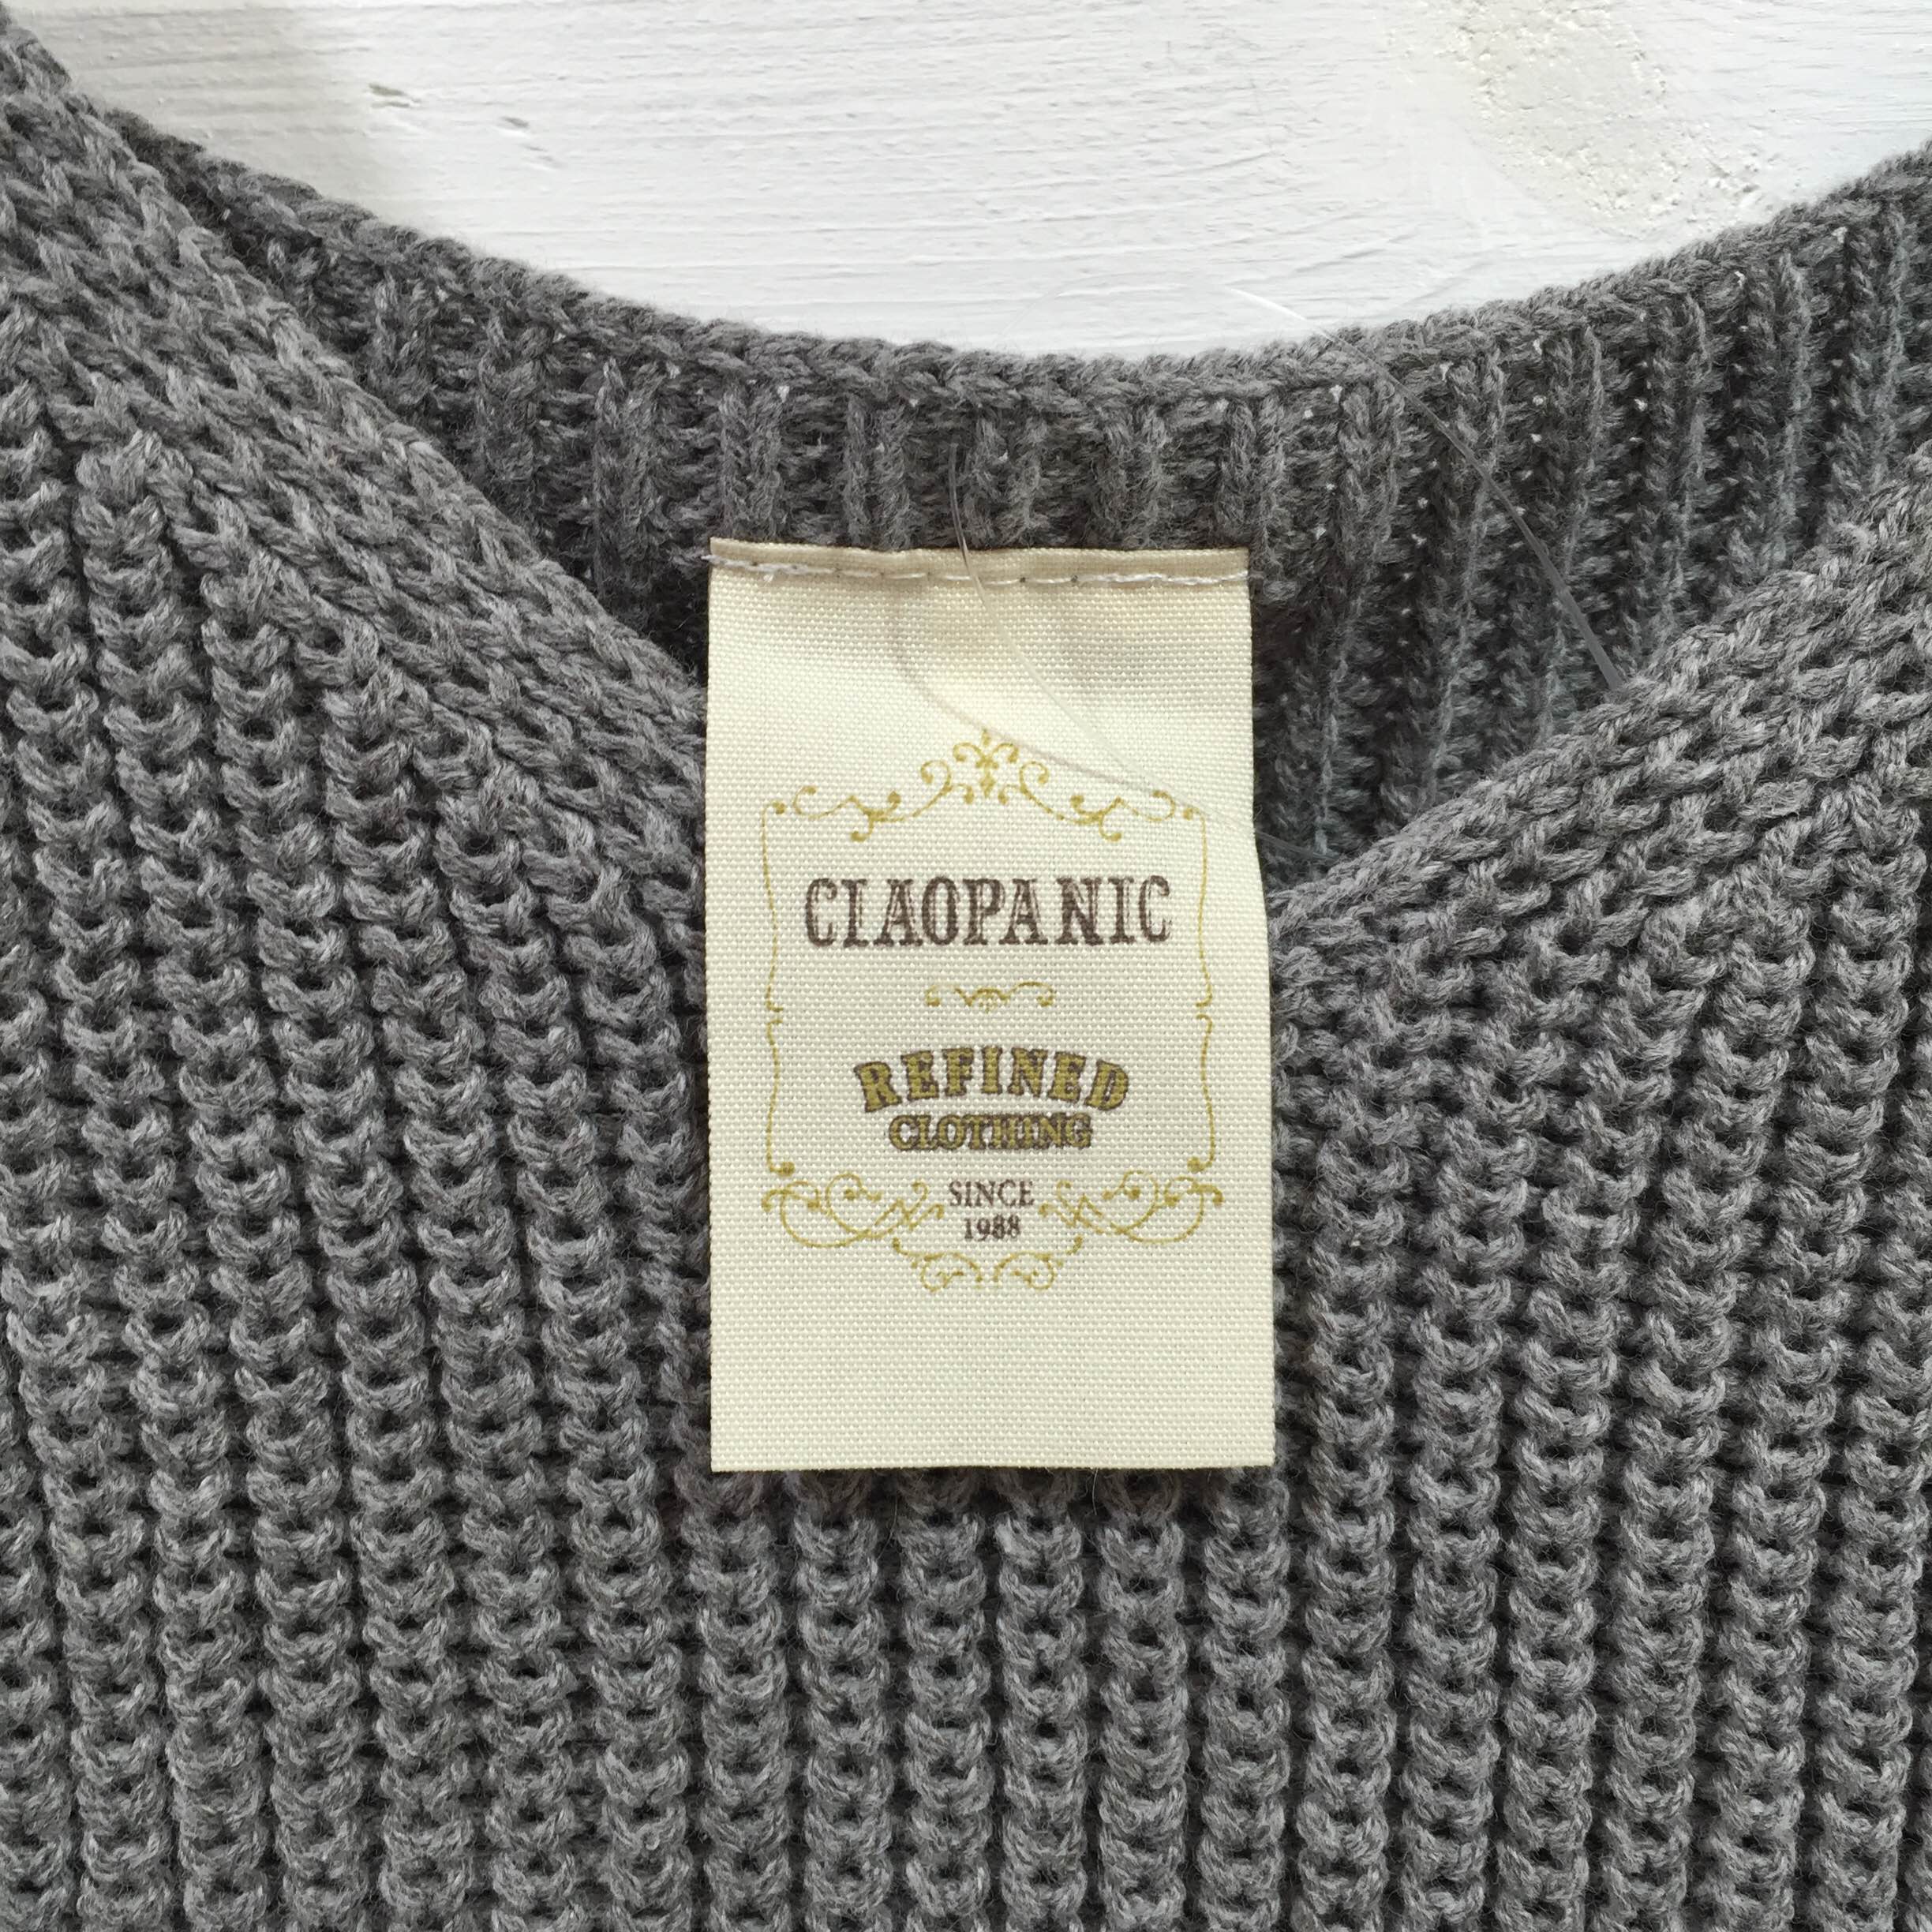 CIAOPANIC
REFINED
CLOTHING
SINCE
1988